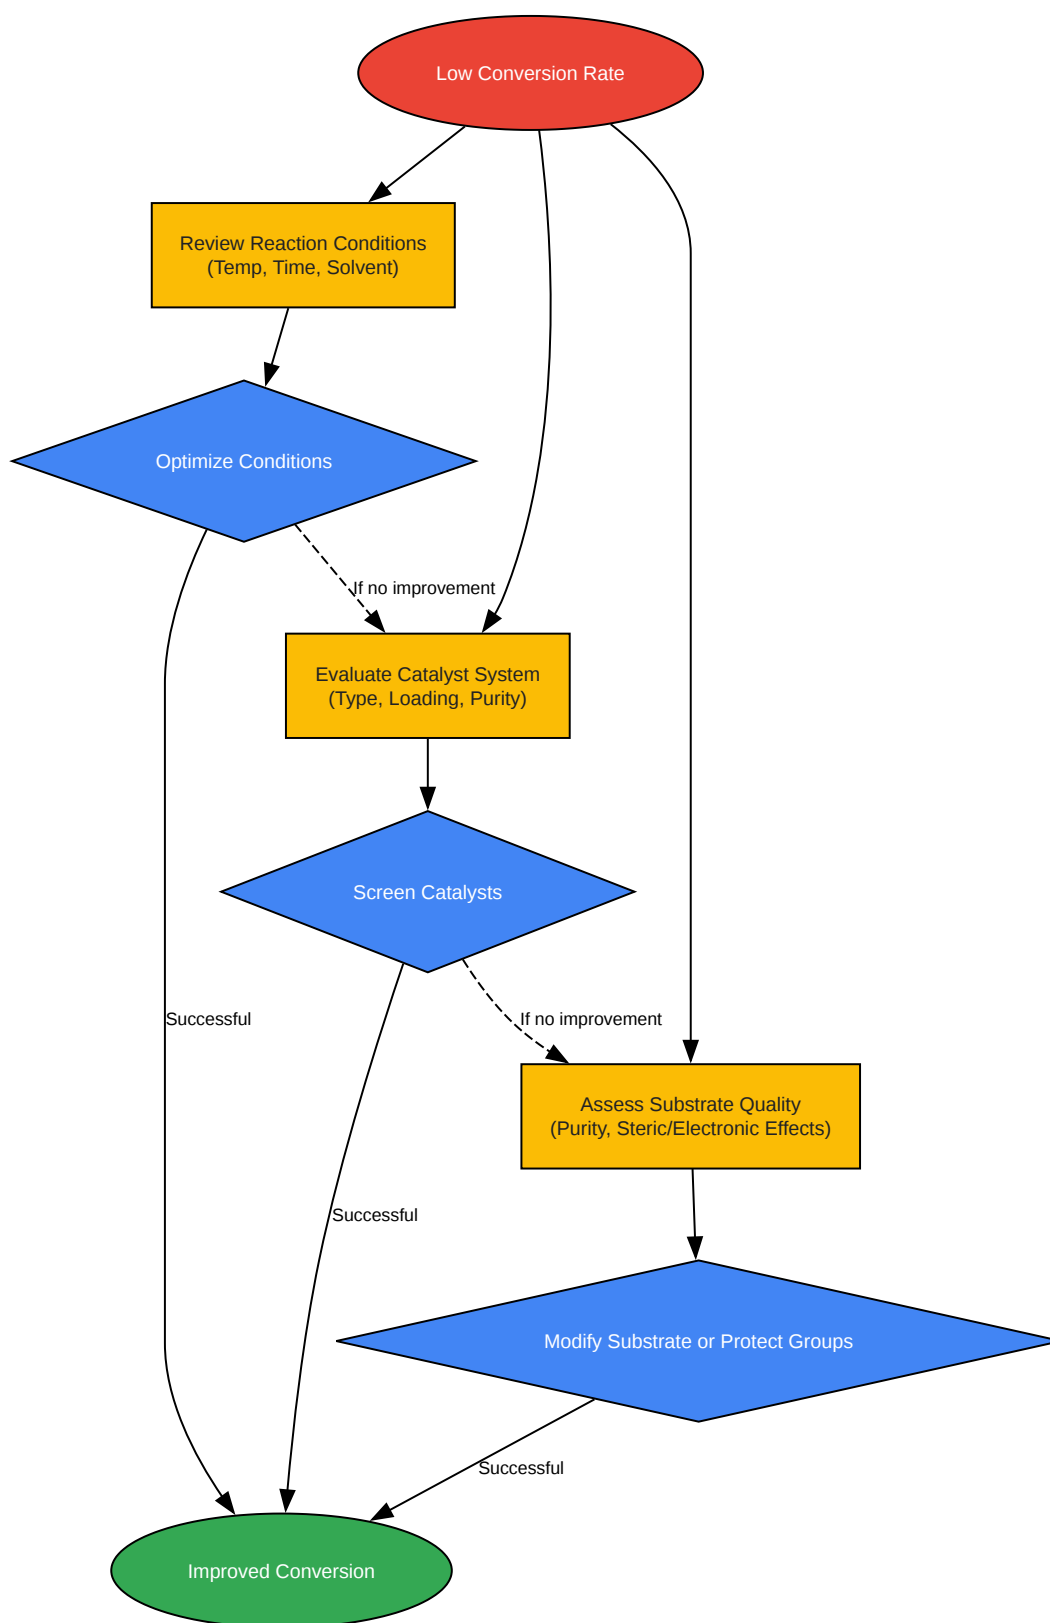 Low Conversion Rate
Review Reaction Conditions
(Temp, Time, Solvent)
Optimize Conditions
If no improvement
Evaluate Catalyst System
(Type, Loading, Purity)
Screen Catalysts
Successful
If no improvement
Assess Substrate Quality
(Purity, Steric/Electronic Effects)
Successful
Modify Substrate or Protect Groups
Successful
Improved Conversion